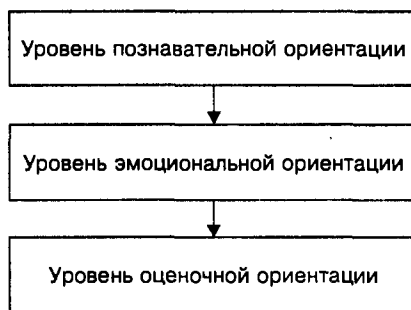 Уровень познавательной ориентации
Уровень эмоциональной ориентации
Уровень оценочной ориентации